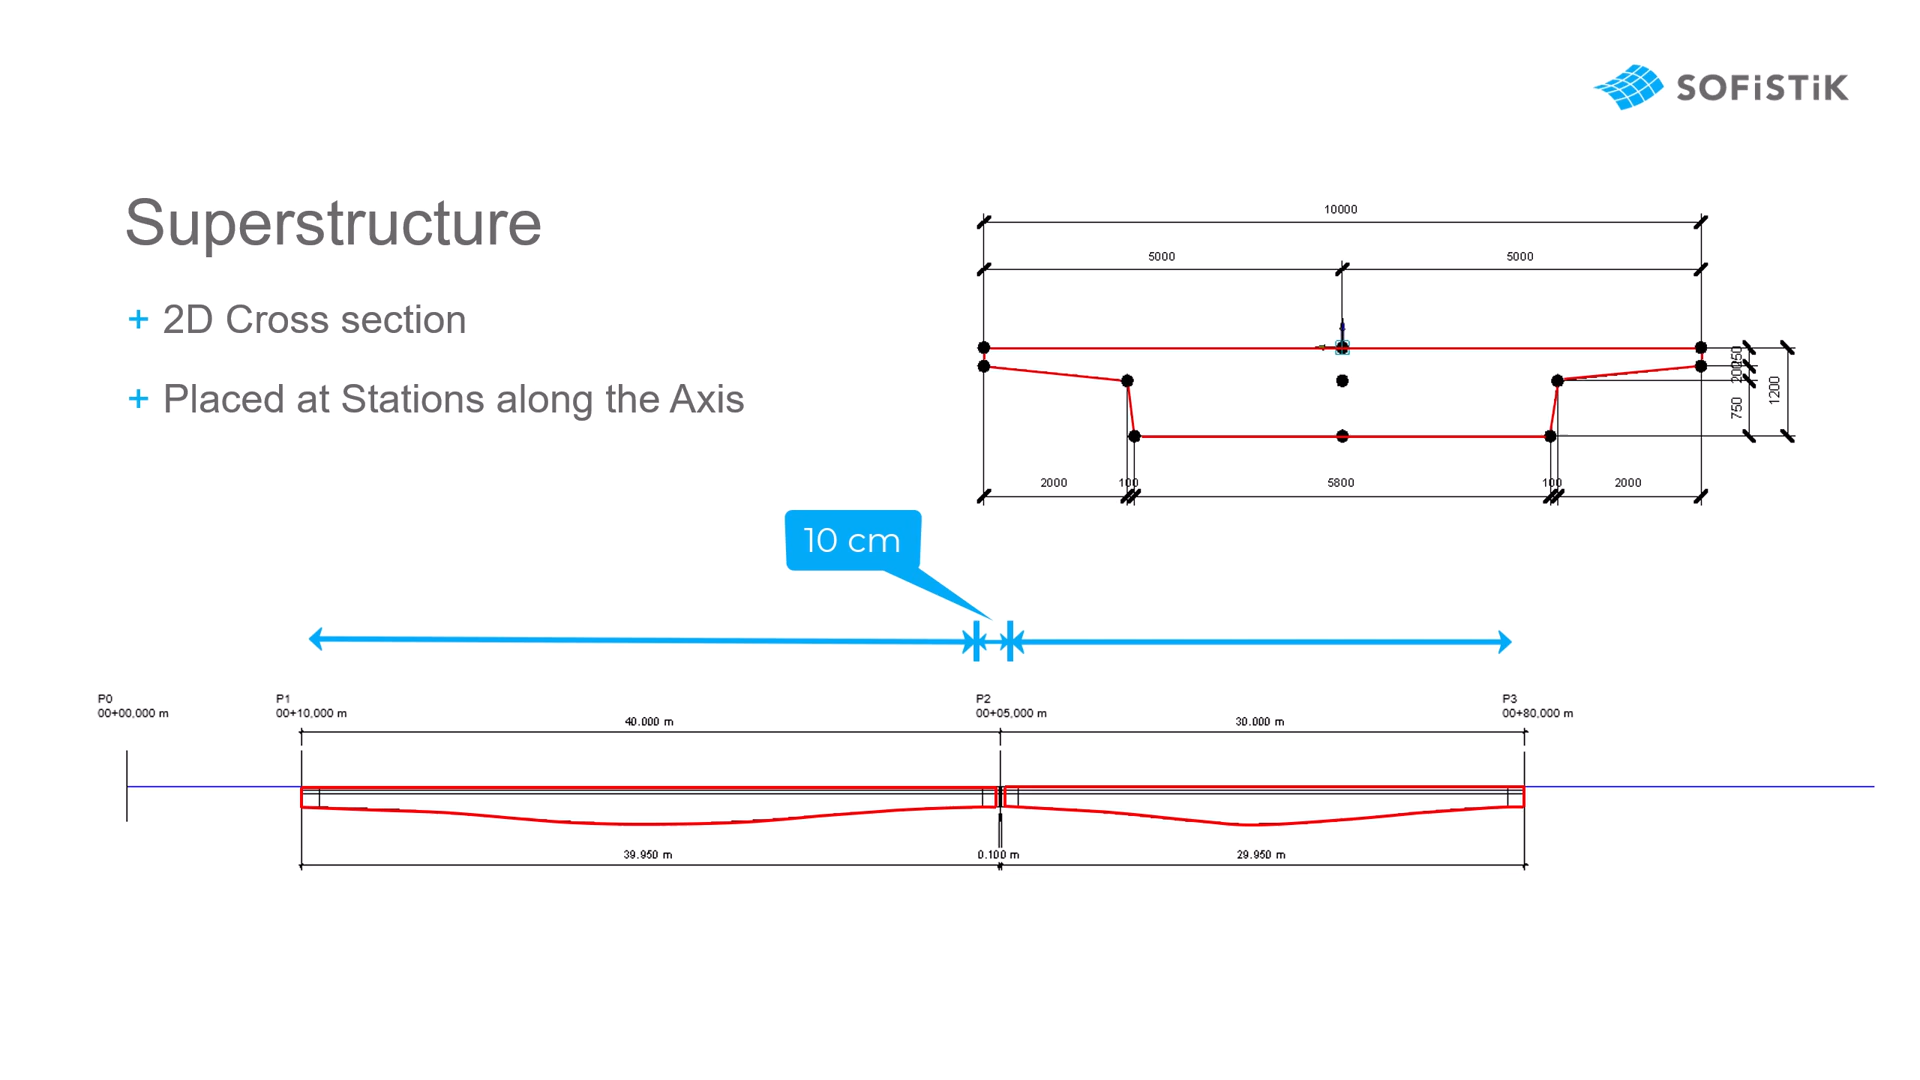 SOFiSTiK
Superstructure
+ 2D Cross section
+ Placed at Stations along the Axis
10000
5000 5000
250
200
750
1200
2000 100 5800 100 2000
10 cm
P0 P1 P2 P3
00+00,000 m 00+10,000 m 00+05,000 m 00+80,000 m
40.000 m 30.000 m
39.950 m 0.100 m 29.950 m